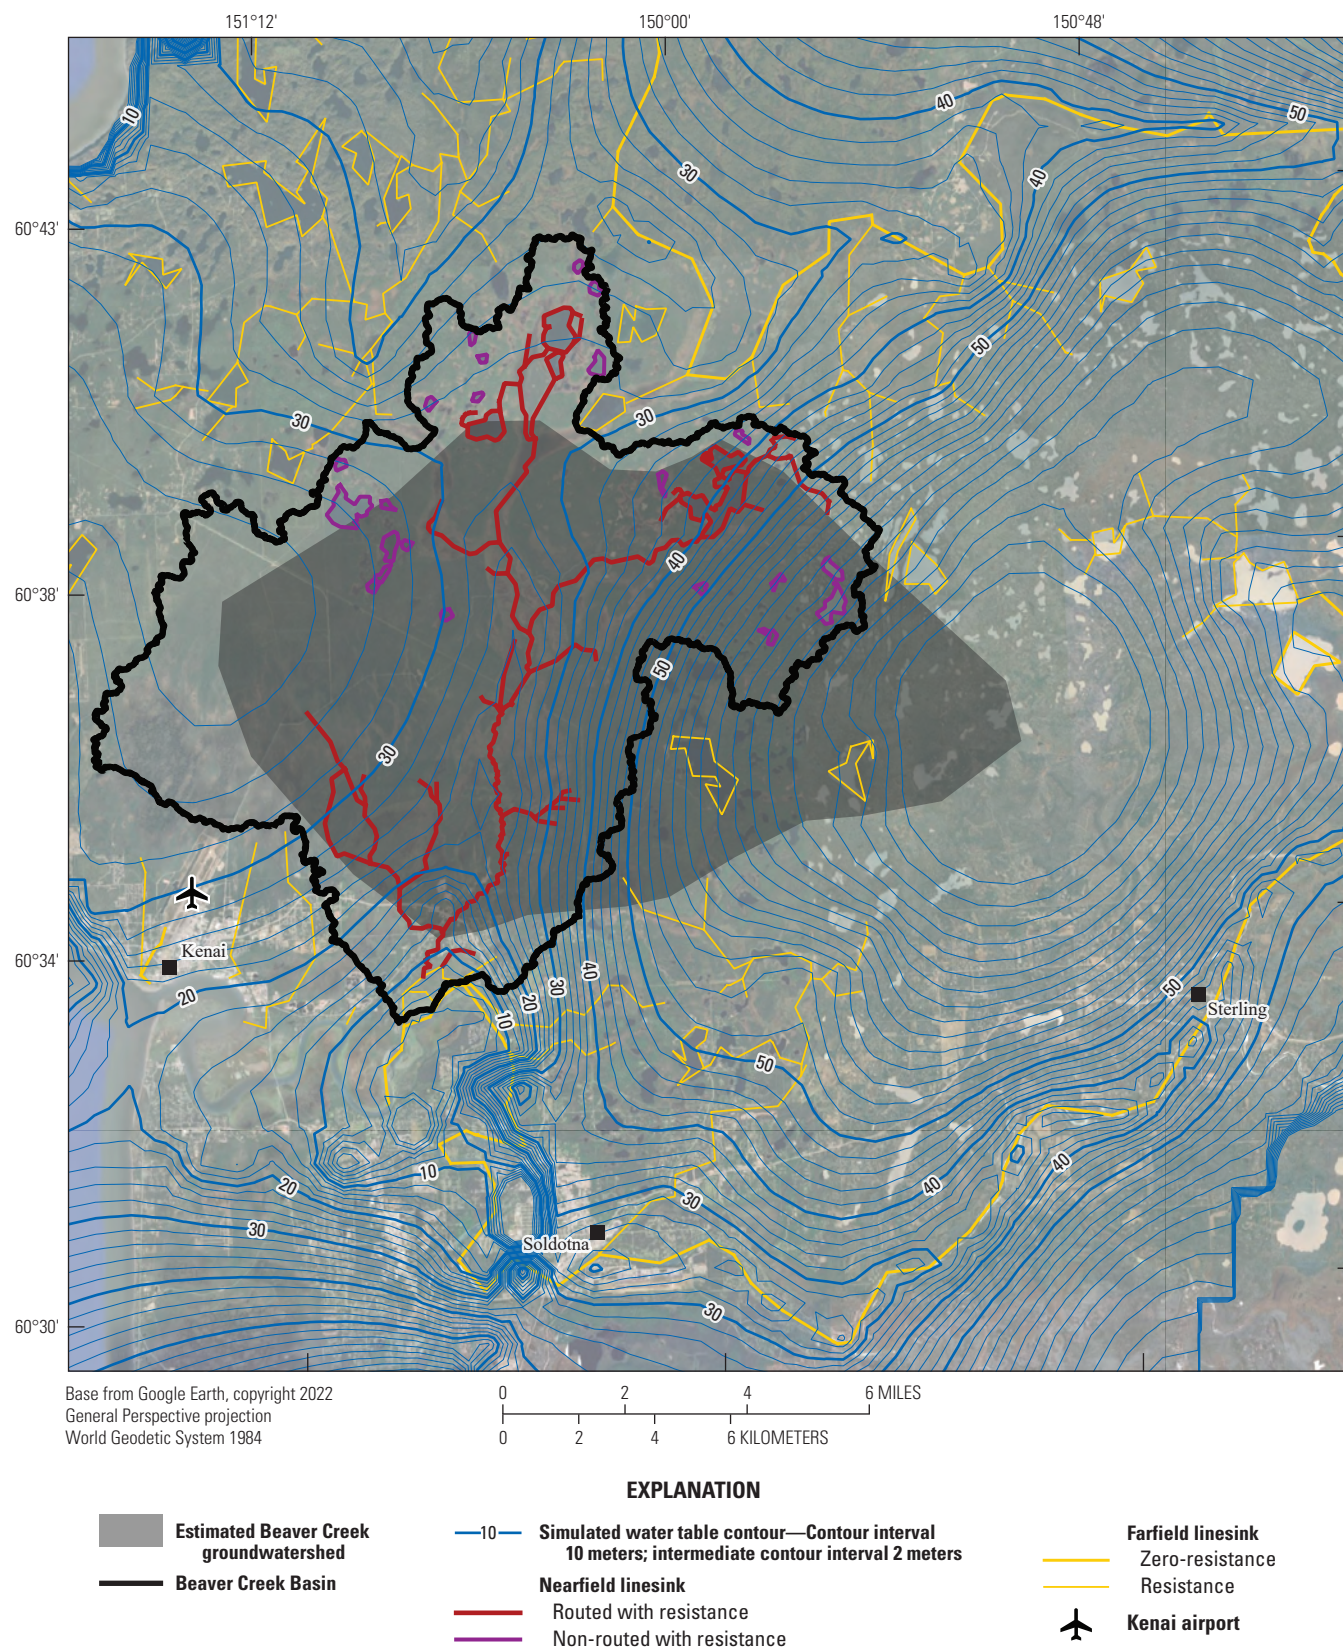 151°12'
150°00'
150°48'
10
40
50
30
40
60°43'
50
30
30
40
60°38'
50
30
Kenai
60°34'
20
40
30
20
10
50
Sterling
50
10
20
40
40
30
30
Soldotna
30
60°30'
Base from Google Earth, copyright 2022
General Perspective projection
World Geodetic System 1984
0 2 4 6 MILES
0 2 4 6 KILOMETERS
EXPLANATION
Estimated Beaver Creek
groundwatershed
Beaver Creek Basin
10
Simulated water table contour—Contour interval
10 meters; intermediate contour interval 2 meters
Nearfield linesink
Routed with resistance
Non-routed with resistance
Farfield linesink
Zero-resistance
Resistance
Kenai airport